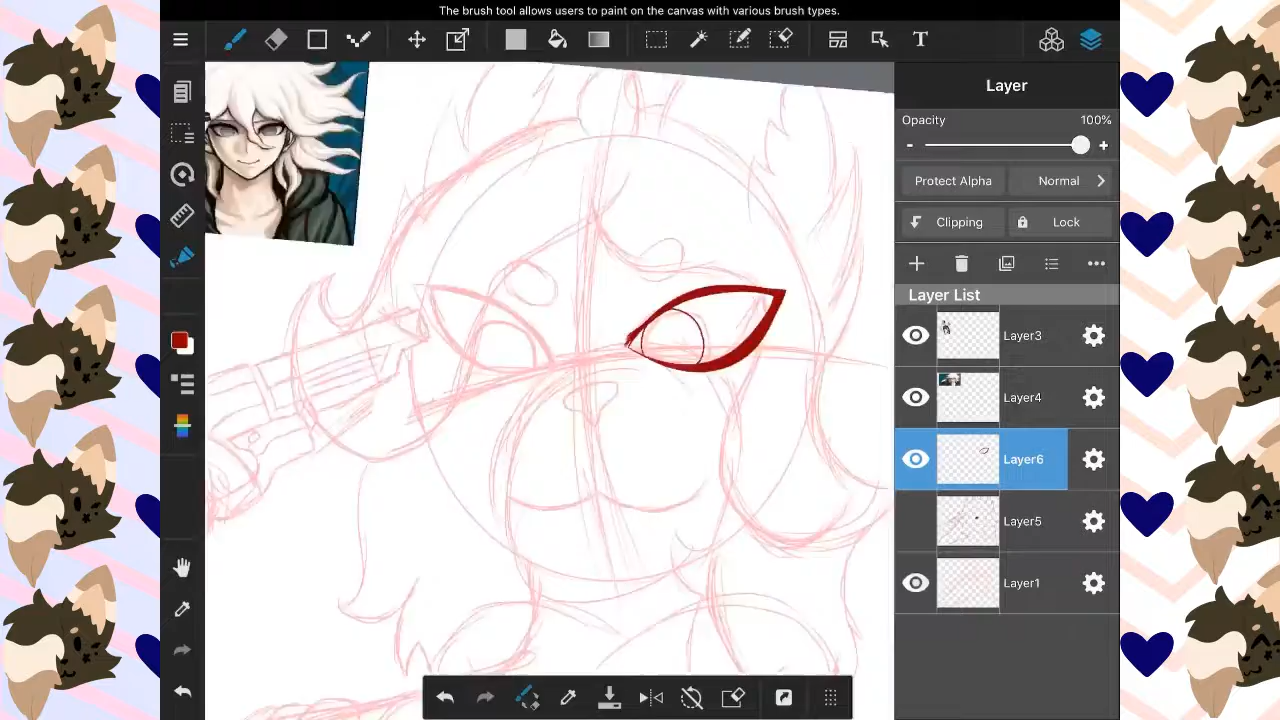 The brush tool allows users to paint on the canvas with various brush types.
T
Layer
Opacity 100%
- +
Protect Alpha Normal
Clipping Lock
Layer List
Layer3
Layer4
Layer6
Layer5
Layer1